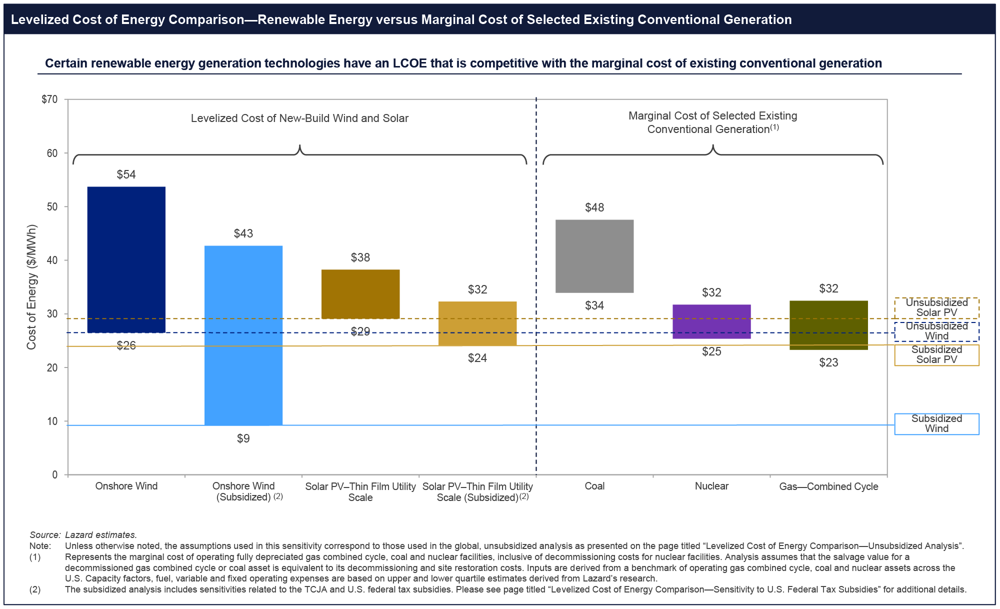 Levelized Cost of Energy Comparison—Renewable Energy versus Marginal Cost of Selected Existing Conventional Generation
Certain renewable energy generation technologies have an LCOE that is competitive with the marginal cost of existing conventional generation
Levelized Cost of New-Build Wind and Solar
Marginal Cost of Selected Existing
Conventional Generation(1)
Cost of Energy ($/MWh)
$70
60
50
40
30
20
10
0
$54
$26
$43
$9
$38
$29
$32
$24
$48
$34
$32
$25
$32
$23
Unsubsidized
Solar PV
Unsubsidized
Wind
Subsidized
Solar PV
Subsidized
Wind
Onshore Wind
Onshore Wind
(Subsidized) (2)
Solar PV–Thin Film Utility
Scale
Solar PV–Thin Film Utility
Scale (Subsidized)(2)
Coal
Nuclear
Gas—Combined Cycle
Source: Lazard estimates.
Note: Unless otherwise noted, the assumptions used in this sensitivity correspond to those used in the global, unsubsidized analysis as presented on the page titled “Levelized Cost of Energy Comparison—Unsubsidized Analysis”.
(1) Represents the marginal cost of operating fully depreciated gas combined cycle, coal and nuclear facilities, inclusive of decommissioning costs for nuclear facilities. Analysis assumes that the salvage value for a
decommissioned gas combined cycle or coal asset is equivalent to its decommissioning and site restoration costs. Inputs are derived from a benchmark of operating gas combined cycle, coal and nuclear assets across the
U.S. Capacity factors, fuel, variable and fixed operating expenses are based on upper and lower quartile estimates derived from Lazard’s research.
(2) The subsidized analysis includes sensitivities related to the TCJA and U.S. federal tax subsidies. Please see page titled “Levelized Cost of Energy Comparison—Sensitivity to U.S. Federal Tax Subsidies” for additional details.